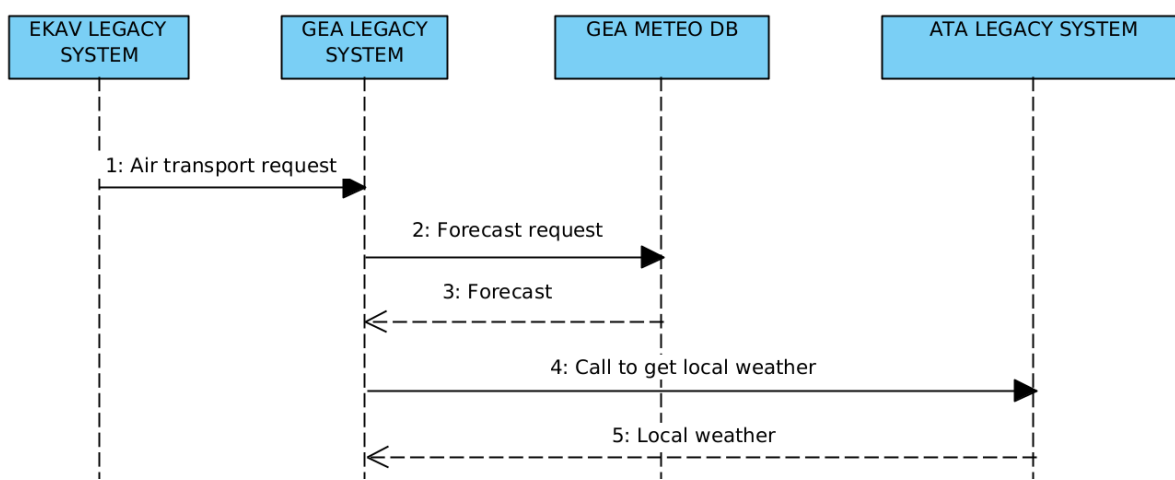 EKAV LEGACY
SYSTEM
GEA LEGACY
SYSTEM
GEA METEO DB
ATA LEGACY SYSTEM
1: Air transport request
2: Forecast request
3: Forecast
4: Call to get local weather
5: Local weather